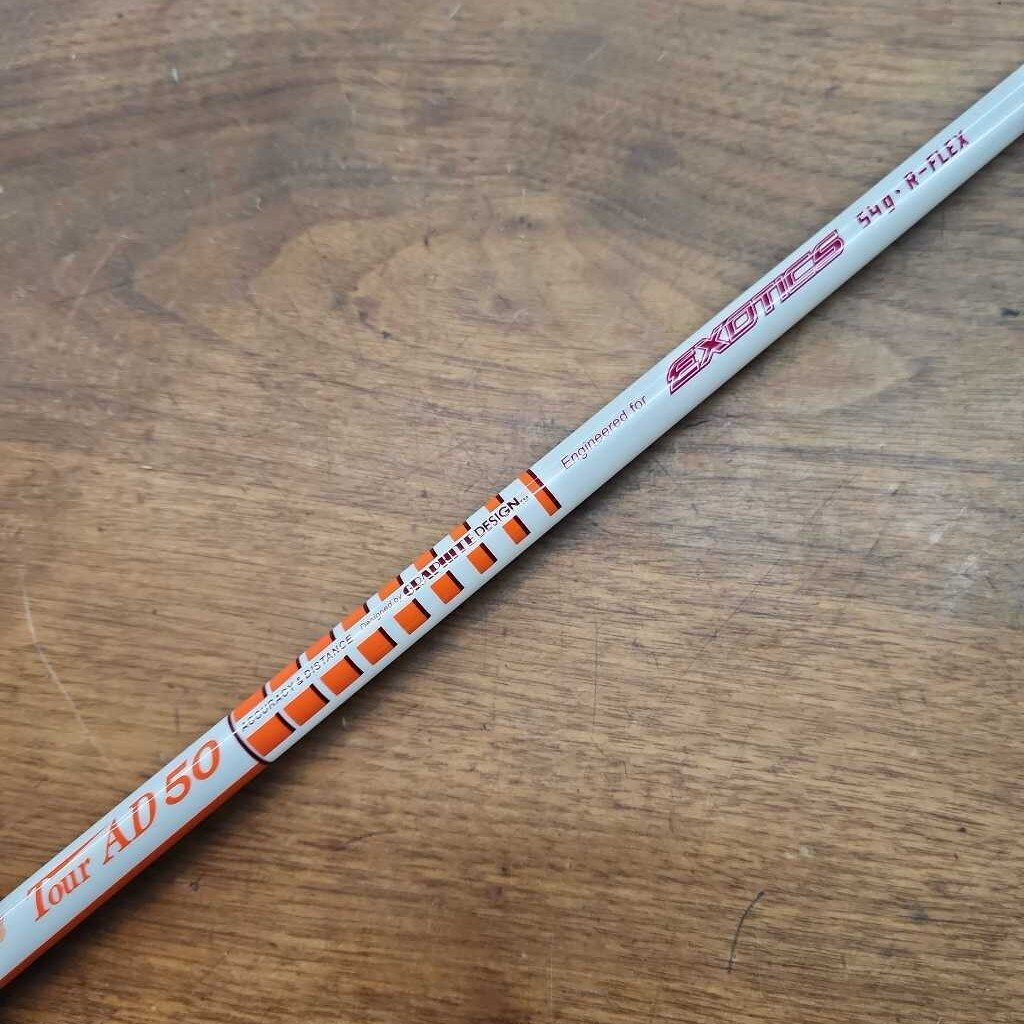 Tour AD 50
ACCURACY & DISTANCE
Designed by GRAPHITE DESIGN
Engineered for EXOTICS 54g · R-FLEX